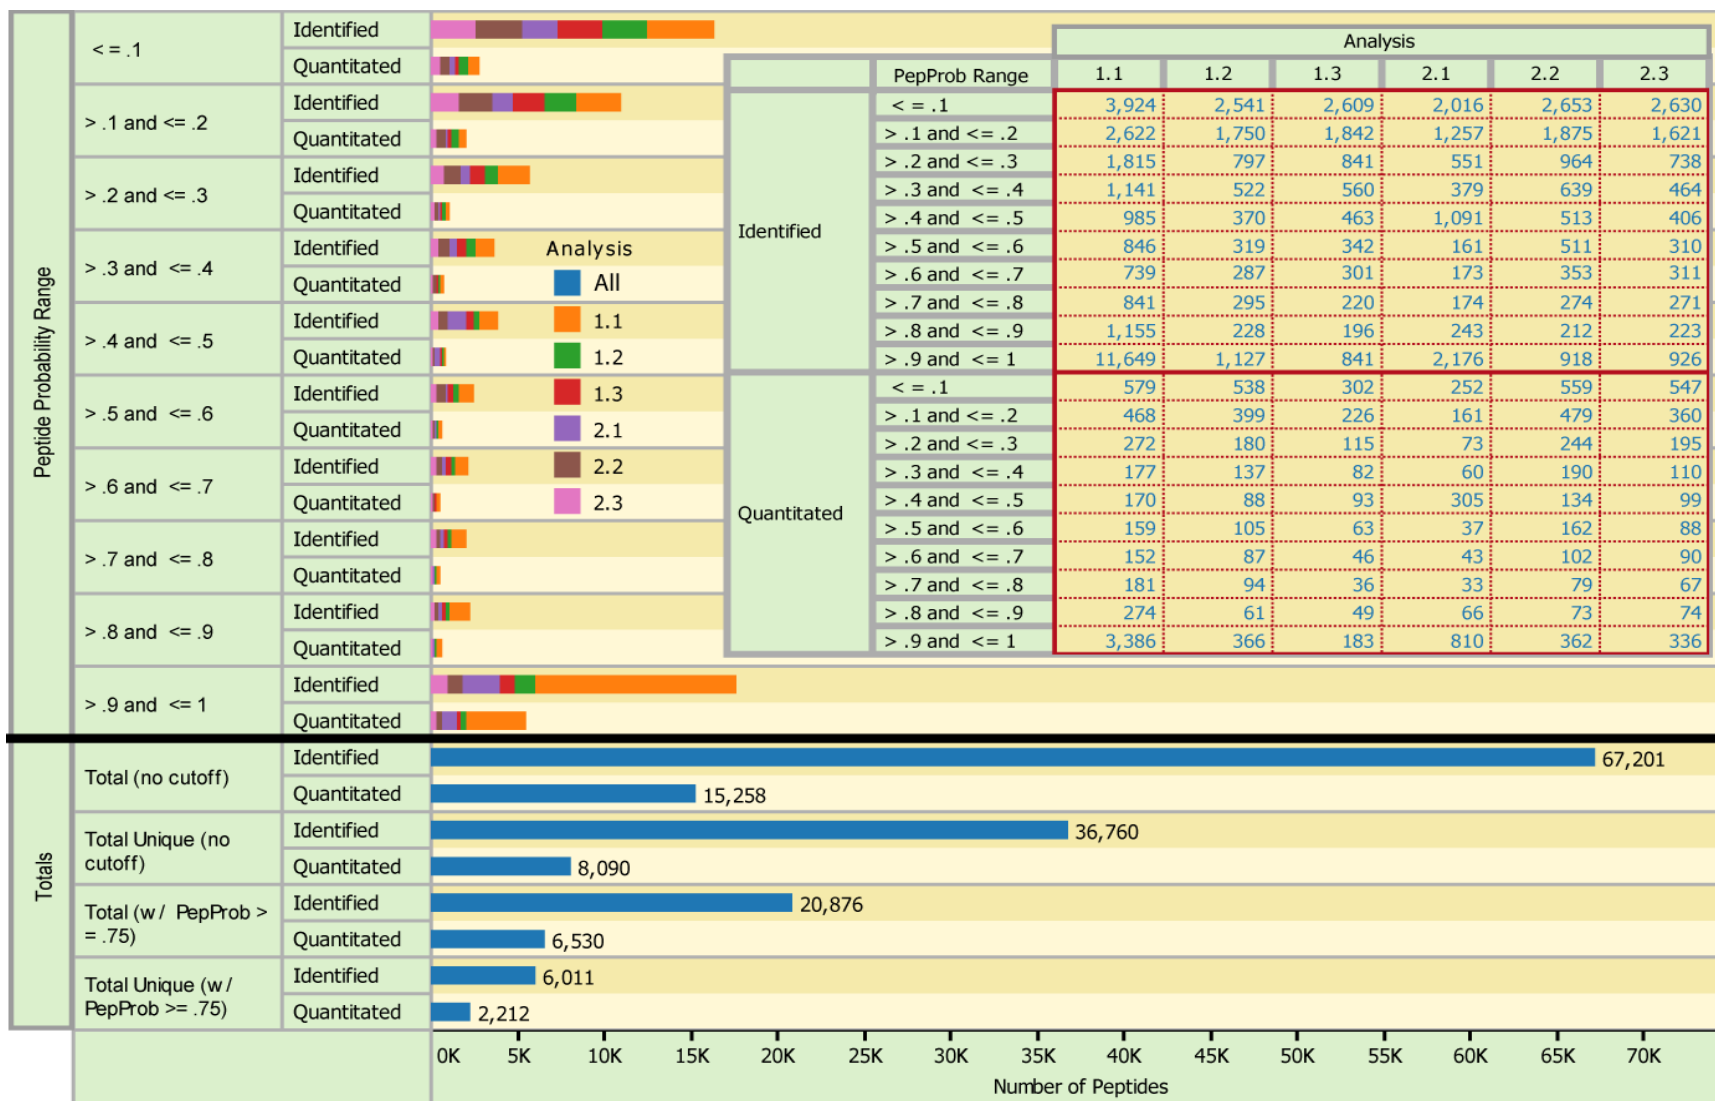 Peptide Probability Range
< = .1
Identified
Quantitated
> .1 and <= .2
Identified
Quantitated
> .2 and <= .3
Identified
Quantitated
> .3 and <= .4
Identified
Quantitated
> .4 and <= .5
Identified
Quantitated
> .5 and <= .6
Identified
Quantitated
> .6 and <= .7
Identified
Quantitated
> .7 and <= .8
Identified
Quantitated
> .8 and <= .9
Identified
Quantitated
> .9 and <= 1
Identified
Quantitated
Analysis
All
1.1
1.2
1.3
2.1
2.2
2.3
Analysis
PepProb Range 1.1 1.2 1.3 2.1 2.2 2.3
Identified
< = .1 3,924 2,541 2,609 2,016 2,653 2,630
> .1 and <= .2 2,622 1,750 1,842 1,257 1,875 1,621
> .2 and <= .3 1,815 797 841 551 964 738
> .3 and <= .4 1,141 522 560 379 639 464
> .4 and <= .5 985 370 463 1,091 513 406
> .5 and <= .6 846 319 342 161 511 310
> .6 and <= .7 739 287 301 173 353 311
> .7 and <= .8 841 295 220 174 274 271
> .8 and <= .9 1,155 228 196 243 212 223
> .9 and <= 1 11,649 1,127 841 2,176 918 926
Quantitated
< = .1 579 538 302 252 559 547
> .1 and <= .2 468 399 226 161 479 360
> .2 and <= .3 272 180 115 73 244 195
> .3 and <= .4 177 137 82 60 190 110
> .4 and <= .5 170 88 93 305 134 99
> .5 and <= .6 159 105 63 37 162 88
> .6 and <= .7 152 87 46 43 102 90
> .7 and <= .8 181 94 36 33 79 67
> .8 and <= .9 274 61 49 66 73 74
> .9 and <= 1 3,386 366 183 810 362 336
Totals
Total (no cutoff)
Identified 67,201
Quantitated 15,258
Total Unique (no
cutoff)
Identified 36,760
Quantitated 8,090
Total (w/ PepProb >
= .75)
Identified 20,876
Quantitated 6,530
Total Unique (w/
PepProb >= .75)
Identified 6,011
Quantitated 2,212
0K 5K 10K 15K 20K 25K 30K 35K 40K 45K 50K 55K 60K 65K 70K
Number of Peptides